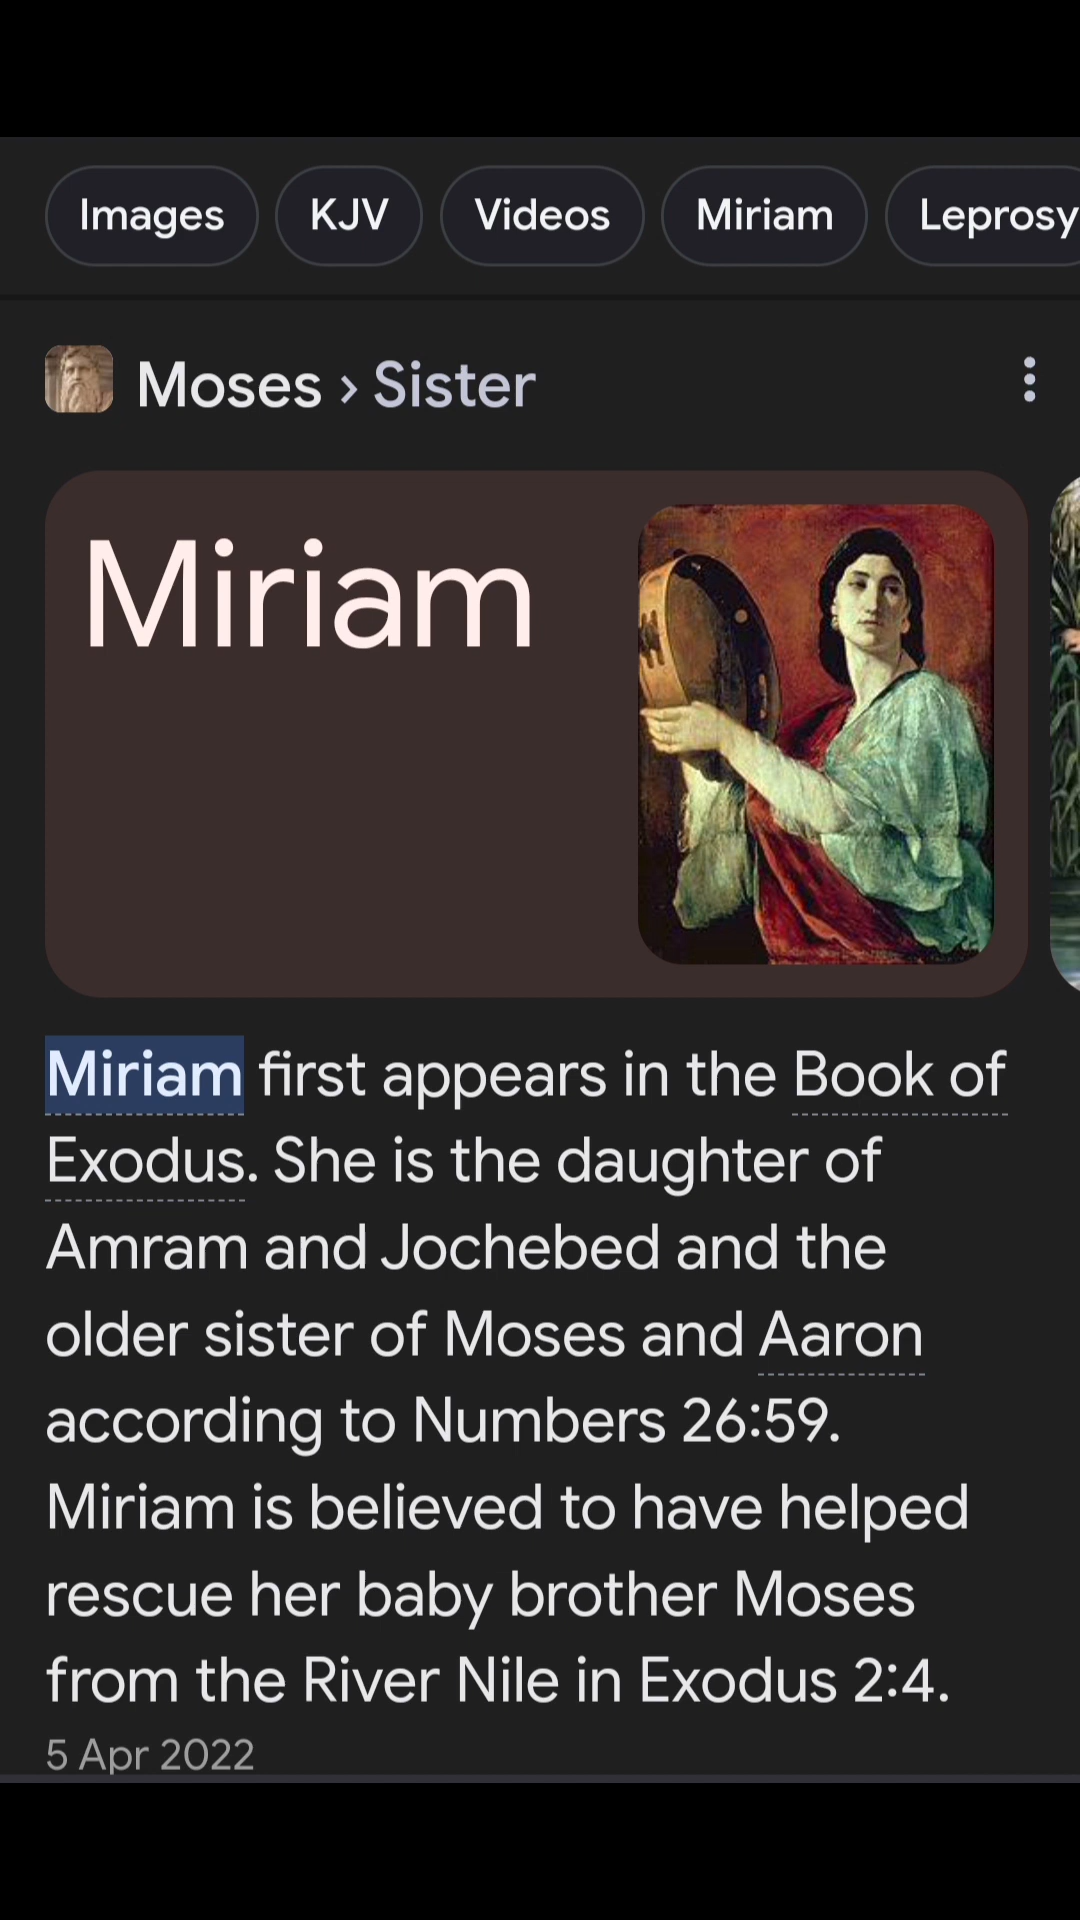 Images KJV Videos Miriam Leprosy
Moses › Sister
Miriam
Miriam first appears in the Book of
Exodus. She is the daughter of
Amram and Jochebed and the
older sister of Moses and Aaron
according to Numbers 26:59.
Miriam is believed to have helped
rescue her baby brother Moses
from the River Nile in Exodus 2:4.
5 Apr 2022